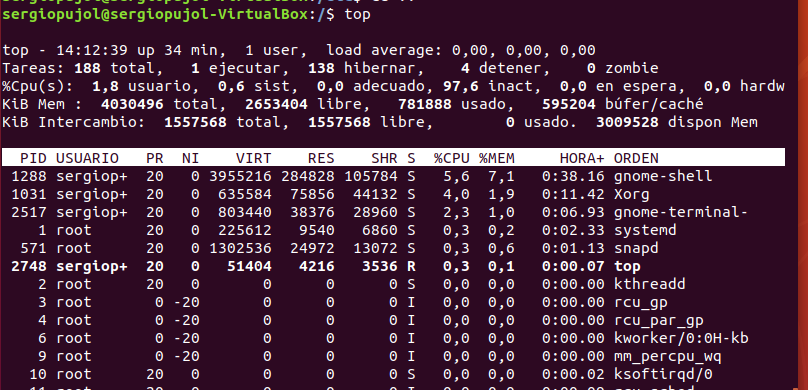 sergiopujol@sergiopujol-VirtualBox:/$ top
top - 14:12:39 up 34 min,  1 user,  load average: 0,00, 0,00, 0,00
Tareas: 188 total,   1 ejecutar, 138 hibernar,   4 detener,   0 zombie
%Cpu(s):  1,8 usuario,  0,6 sist,  0,0 adecuado, 97,6 inact,  0,0 en espera,  0,0 hardw
KiB Mem :  4030496 total,  2653404 libre,   781888 usado,   595204 búfer/caché
KiB Intercambio:  1557568 total,  1557568 libre,        0 usado.  3009528 dispon Mem
PID USUARIO   PR  NI    VIRT    RES    SHR S  %CPU %MEM     HORA+ ORDEN
1288 sergiop+  20   0 3955216 284828 105784 S   5,6  7,1   0:38.16 gnome-shell
1031 sergiop+  20   0  635584  75856  44132 S   4,0  1,9   0:11.42 Xorg
2517 sergiop+  20   0  803440  38376  28960 S   2,3  1,0   0:06.93 gnome-terminal-
1 root      20   0  225612   9540   6860 S   0,3  0,2   0:02.33 systemd
571 root      20   0 1302536  24972  13072 S   0,3  0,6   0:01.13 snapd
2748 sergiop+  20   0   51404   4216   3536 R   0,3  0,1   0:00.07 top
2 root      20   0       0      0      0 S   0,0  0,0   0:00.00 kthreadd
3 root       0 -20       0      0      0 I   0,0  0,0   0:00.00 rcu_gp
4 root       0 -20       0      0      0 I   0,0  0,0   0:00.00 rcu_par_gp
6 root       0 -20       0      0      0 I   0,0  0,0   0:00.00 kworker/0:0H-kb
9 root       0 -20       0      0      0 I   0,0  0,0   0:00.00 mm_percpu_wq
10 root      20   0       0      0      0 S   0,0  0,0   0:00.02 ksoftirqd/0